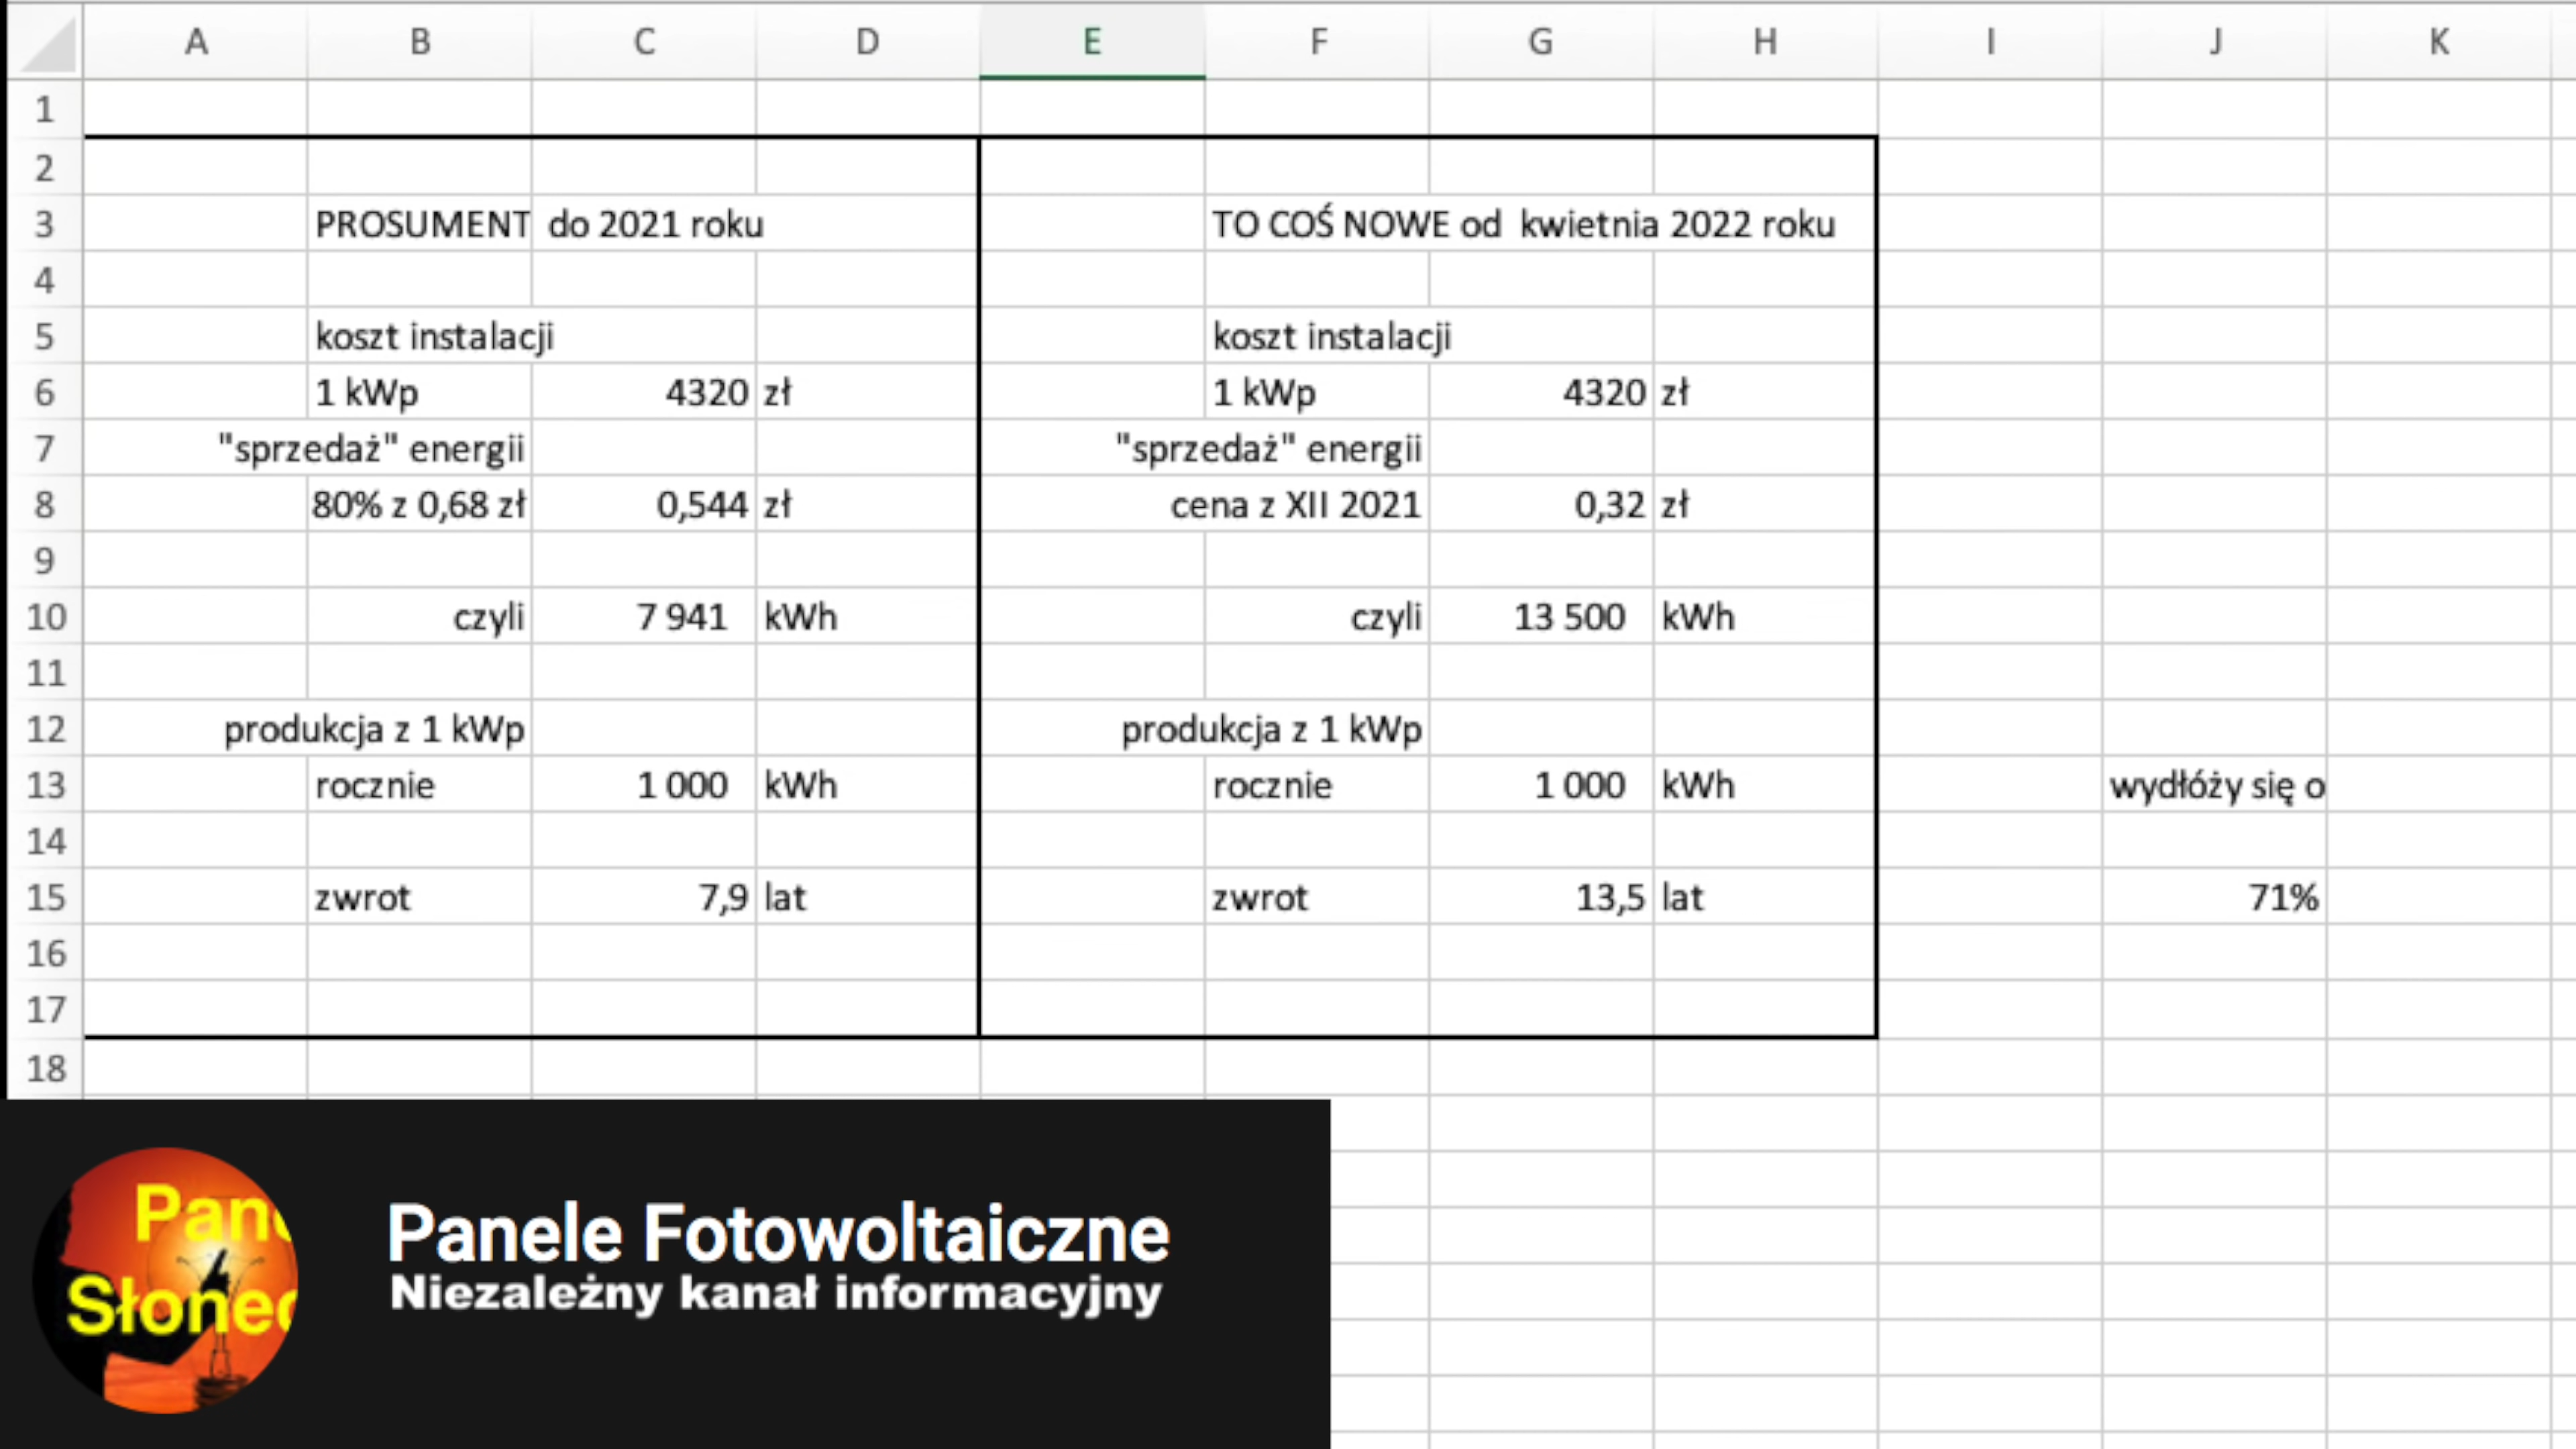 A B C D E F G H I J K
1
2
3 PROSUMENT do 2021 roku TO COŚ NOWE od kwietnia 2022 roku
4
5 koszt instalacji koszt instalacji
6 1 kWp 4320 zł 1 kWp 4320 zł
7 "sprzedaż" energii "sprzedaż" energii
8 80% z 0,68 zł 0,544 zł cena z XII 2021 0,32 zł
9
10 czyli 7 941 kWh czyli 13 500 kWh
11
12 produkcja z 1 kWp produkcja z 1 kWp
13 rocznie 1 000 kWh rocznie 1 000 kWh wydłóży się o
14
15 zwrot 7,9 lat zwrot 13,5 lat 71%
16
17
18
Pane
Słonec
Panele Fotowoltaiczne
Niezależny kanał informacyjny